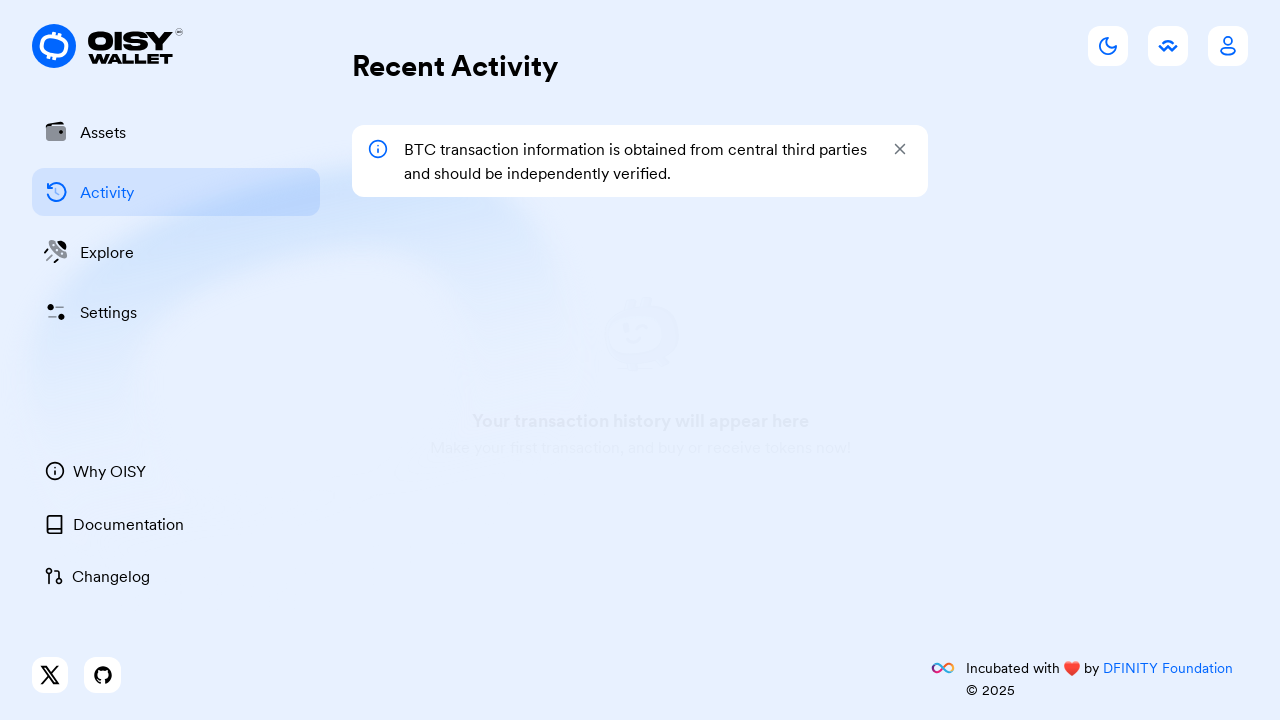 OISY
WALLET
Assets
Activity
Explore
Settings
Why OISY
Documentation
Changelog
Recent Activity
BTC transaction information is obtained from central third parties
and should be independently verified.
Your transaction history will appear here
Make your first transaction, and buy or receive tokens now!
Incubated with ❤️ by DFINITY Foundation
© 2025